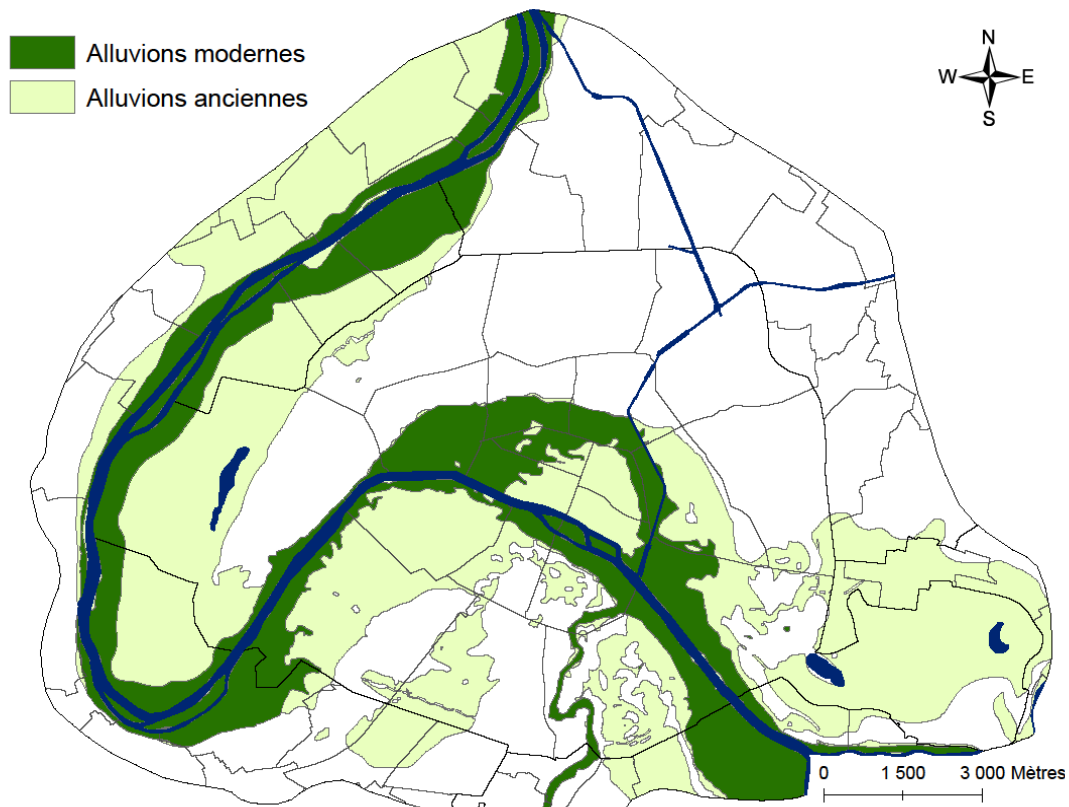 Alluvions modernes
Alluvions anciennes
N
W E
S
0 1 500 3 000 Mètres